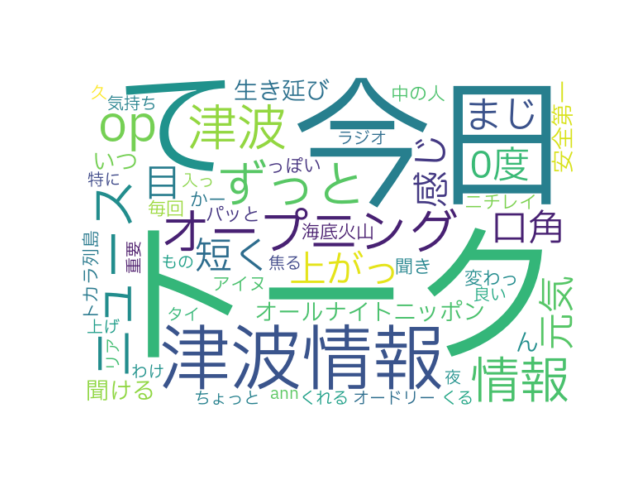 久
気持ち
op
いつ
特に
入っ
毎回
目
津波
生き延び
て
今日
中の人
ラジオ
まじ
0度
安全第一
ニチレイ
っぽい
ずっと
感じ
かー
パッと
ニュース
トカラ列島
重要
オープニング
海底火山
口角
短く
もの
上がっ
焦る
聞き
変わっ
良い
アイヌ
トーク
タイ
オールナイトニッポン
元気
ん
上げ
リア
わけ
聞ける
津波情報
情報
夜
ちょっと
ann
くれる
オードリー
くる